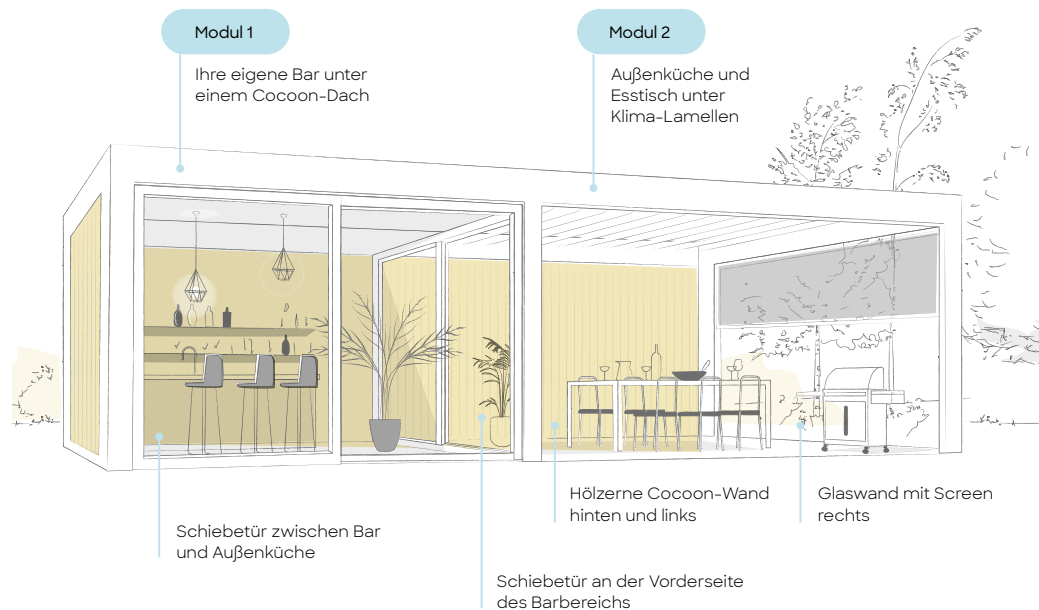 Modul 1
Ihre eigene Bar unter
einem Cocoon-Dach
Modul 2
Außenküche und
Esstisch unter
Klima-Lamellen
Hölzerne Cocoon-Wand
hinten und links
Glaswand mit Screen
rechts
Schiebetür zwischen Bar
und Außenküche
Schiebetür an der Vorderseite
des Barbereichs